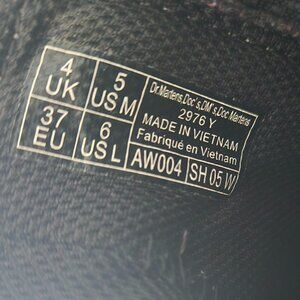 4 UK
5 US M
37 EU
6 US L
Dr.Martens,Doc's,DM's,Doc Martens
2976 Y
MADE IN VIETNAM
Fabriqué en Vietnam
AW004
SH 05 W